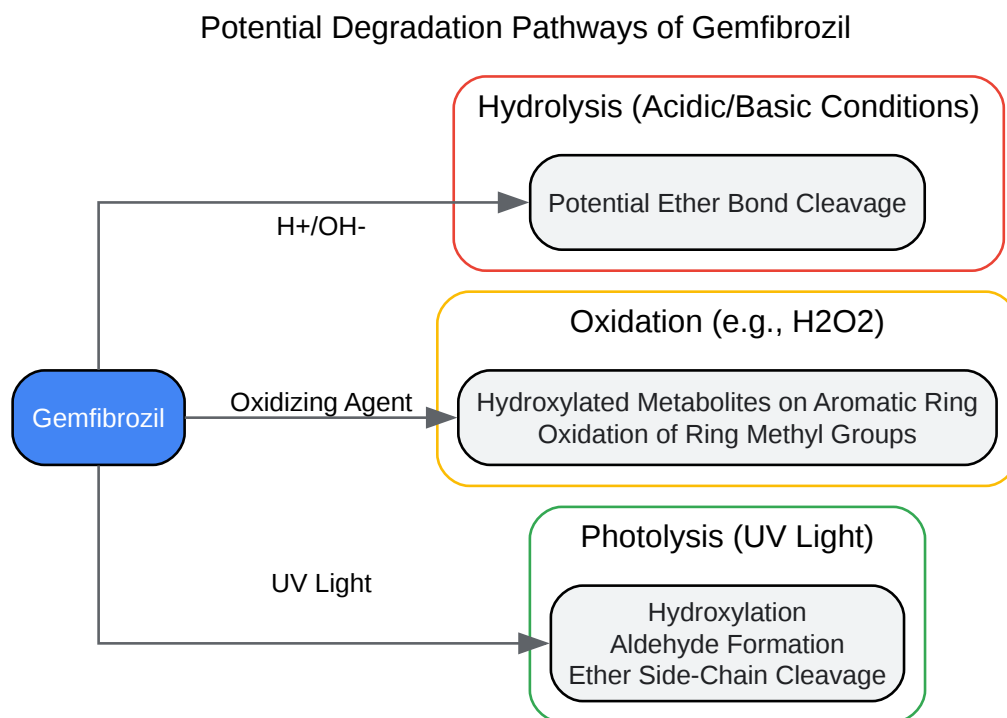 Potential Degradation Pathways of Gemfibrozil
Hydrolysis (Acidic/Basic Conditions)
Potential Ether Bond Cleavage
H+/OH-
Oxidation (e.g., H2O2)
Gemfibrozil
Oxidizing Agent
Hydroxylated Metabolites on Aromatic Ring
Oxidation of Ring Methyl Groups
Photolysis (UV Light)
UV Light
Hydroxylation
Aldehyde Formation
Ether Side-Chain Cleavage